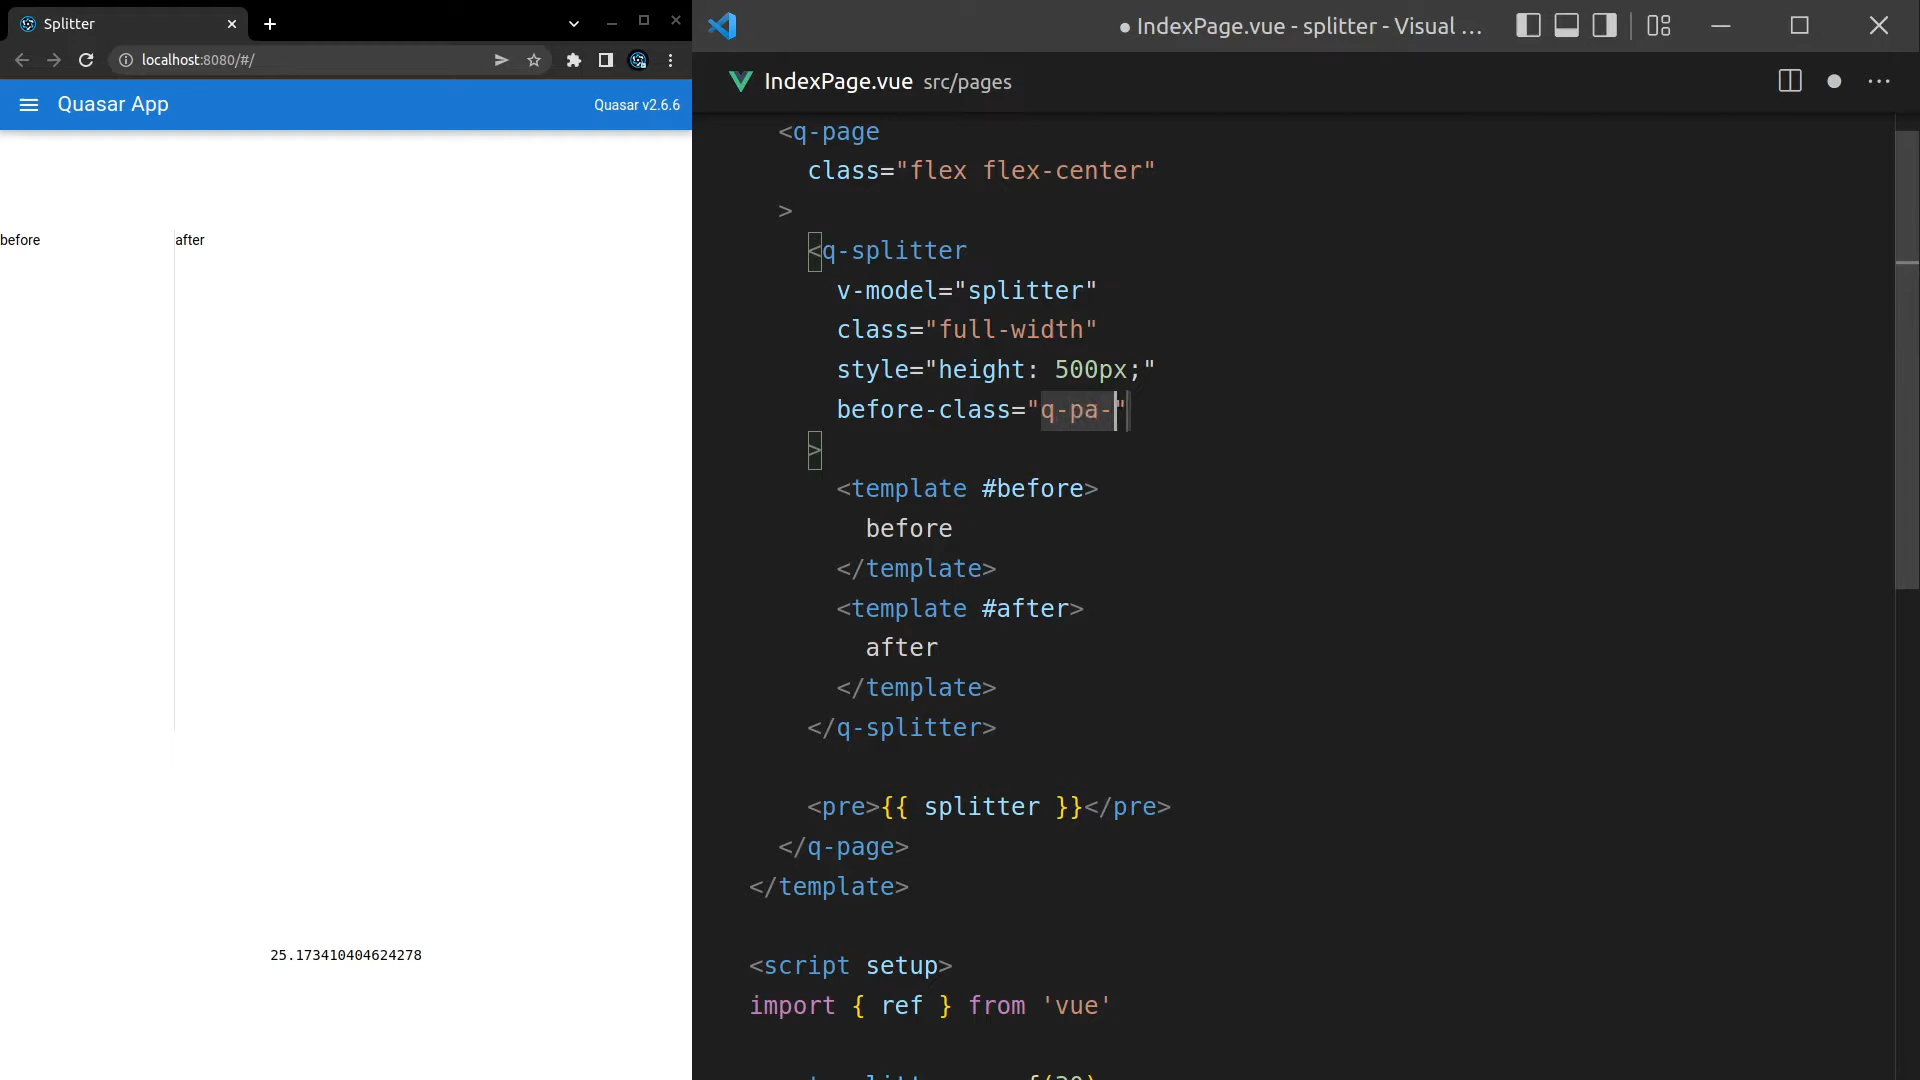 Splitter
localhost:8080/#/
Quasar App
Quasar v2.6.6
before
after
25.173410404624278
● IndexPage.vue - splitter - Visual ...
IndexPage.vue src/pages
<q-page
class="flex flex-center"
>
<q-splitter
v-model="splitter"
class="full-width"
style="height: 500px;"
before-class="q-pa-"
>
<template #before>
before
</template>
<template #after>
after
</template>
</q-splitter>
<pre>{{ splitter }}</pre>
</q-page>
</template>
<script setup>
import { ref } from 'vue'